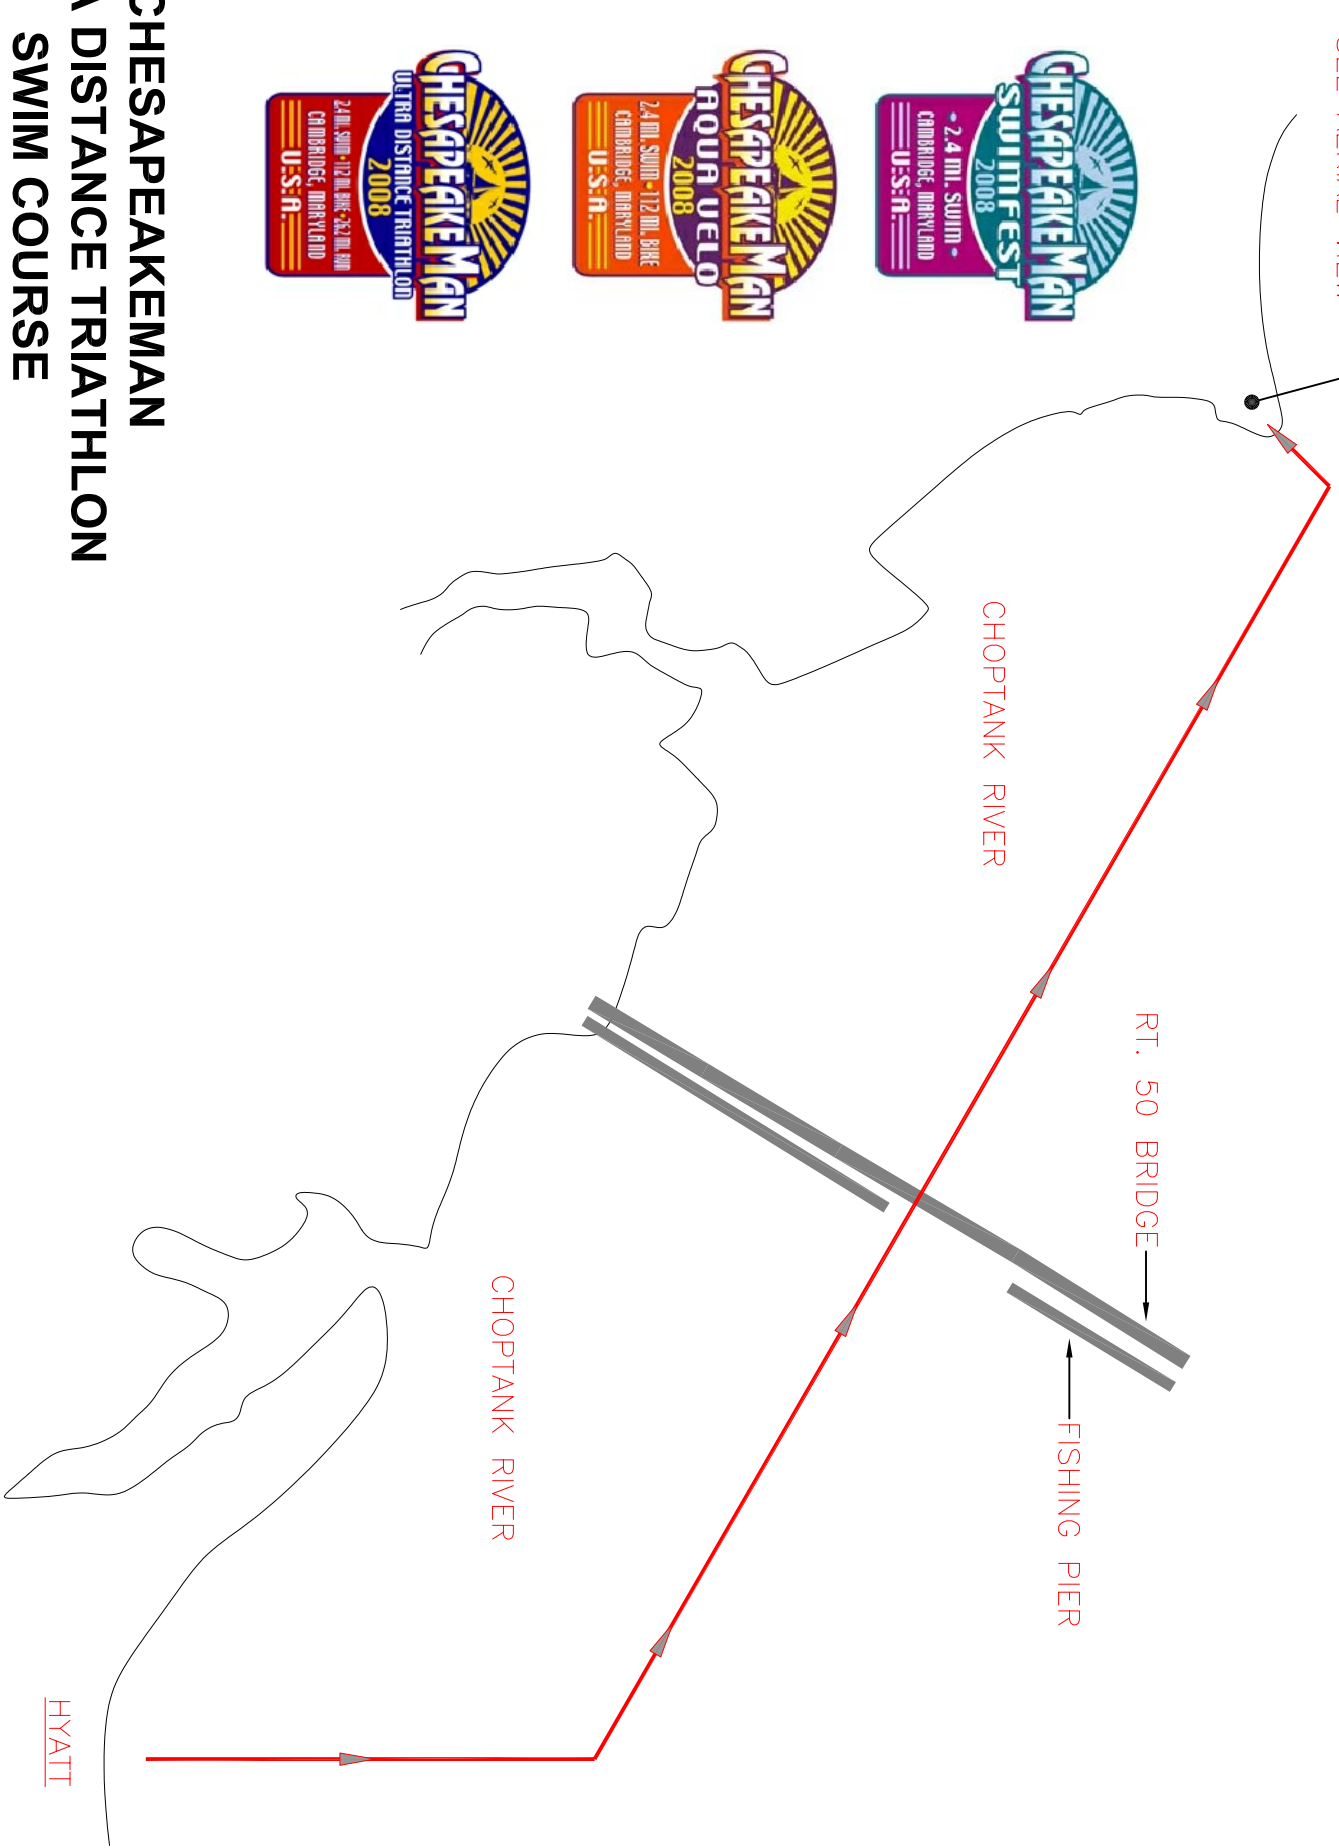 CHESAPEAKEMAN
DISTANCE TRIATHLON
SWIM COURSE
CHESAPEAKEMAN
SWIMFEST
2008
• 2.4 MI. SWIM •
CAMBRIDGE, MARYLAND
U.S.A.
CHESAPEAKEMAN
AQUA VELO
2008
2.4 MI. SWIM • 112 MI. BIKE
CAMBRIDGE, MARYLAND
U.S.A.
CHESAPEAKEMAN
ULTRA DISTANCE TRIATHLON
2008
2.4 MI. SWIM • 112 MI. BIKE • 26.2 MI. RUN
CAMBRIDGE, MARYLAND
U.S.A.
CHOPTANK RIVER
RT. 50 BRIDGE
FISHING PIER
CHOPTANK RIVER
HYATT